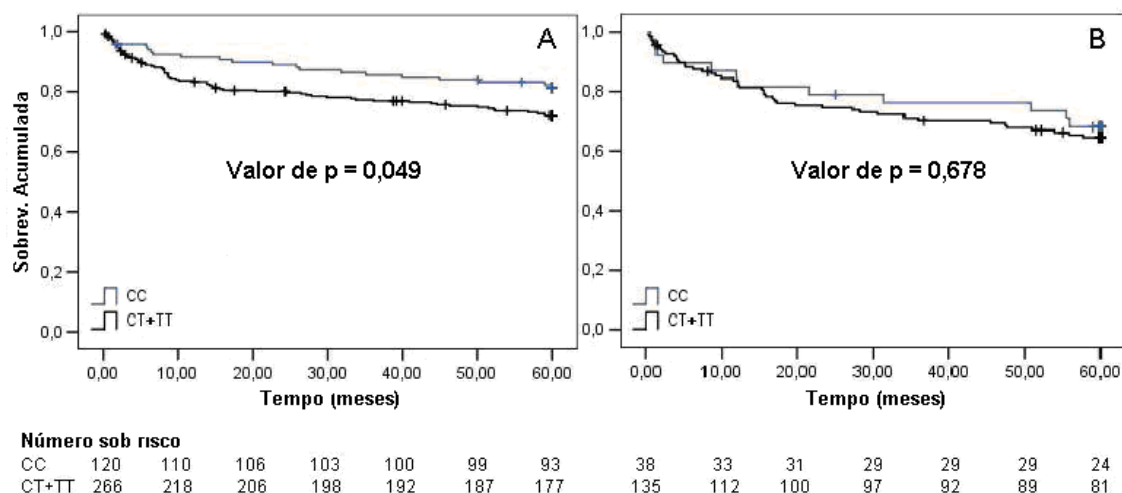 A
1,0
0,8
0,6
0,4
0,2
0,0
Sobrev. Acumulada
Valor de p = 0,049
CC
CT+TT
0,00 10,00 20,00 30,00 40,00 50,00 60,00
Tempo (meses)
B
1,0
0,8
0,6
0,4
0,2
0,0
Valor de p = 0,678
CC
CT+TT
0,00 10,00 20,00 30,00 40,00 50,00 60,00
Tempo (meses)
Número sob risco
CC 120 110 106 103 100 99 93 38 33 31 29 29 29 24
CT+TT 266 218 206 198 192 187 177 135 112 100 97 92 89 81